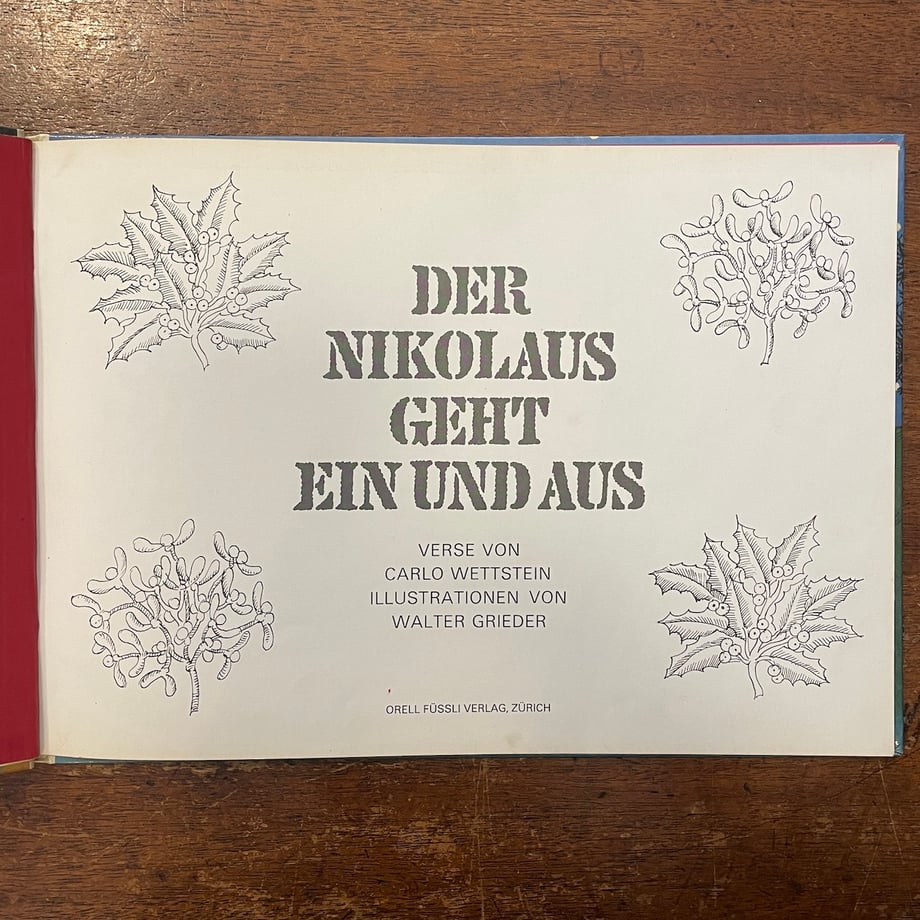 DER
NIKOLAUS
GEHT
EIN UND AUS
VERSE VON
CARLO WETTSTEIN
ILLUSTRATIONEN VON
WALTER GRIEDER
ORELL FÜSSLI VERLAG, ZÜRICH